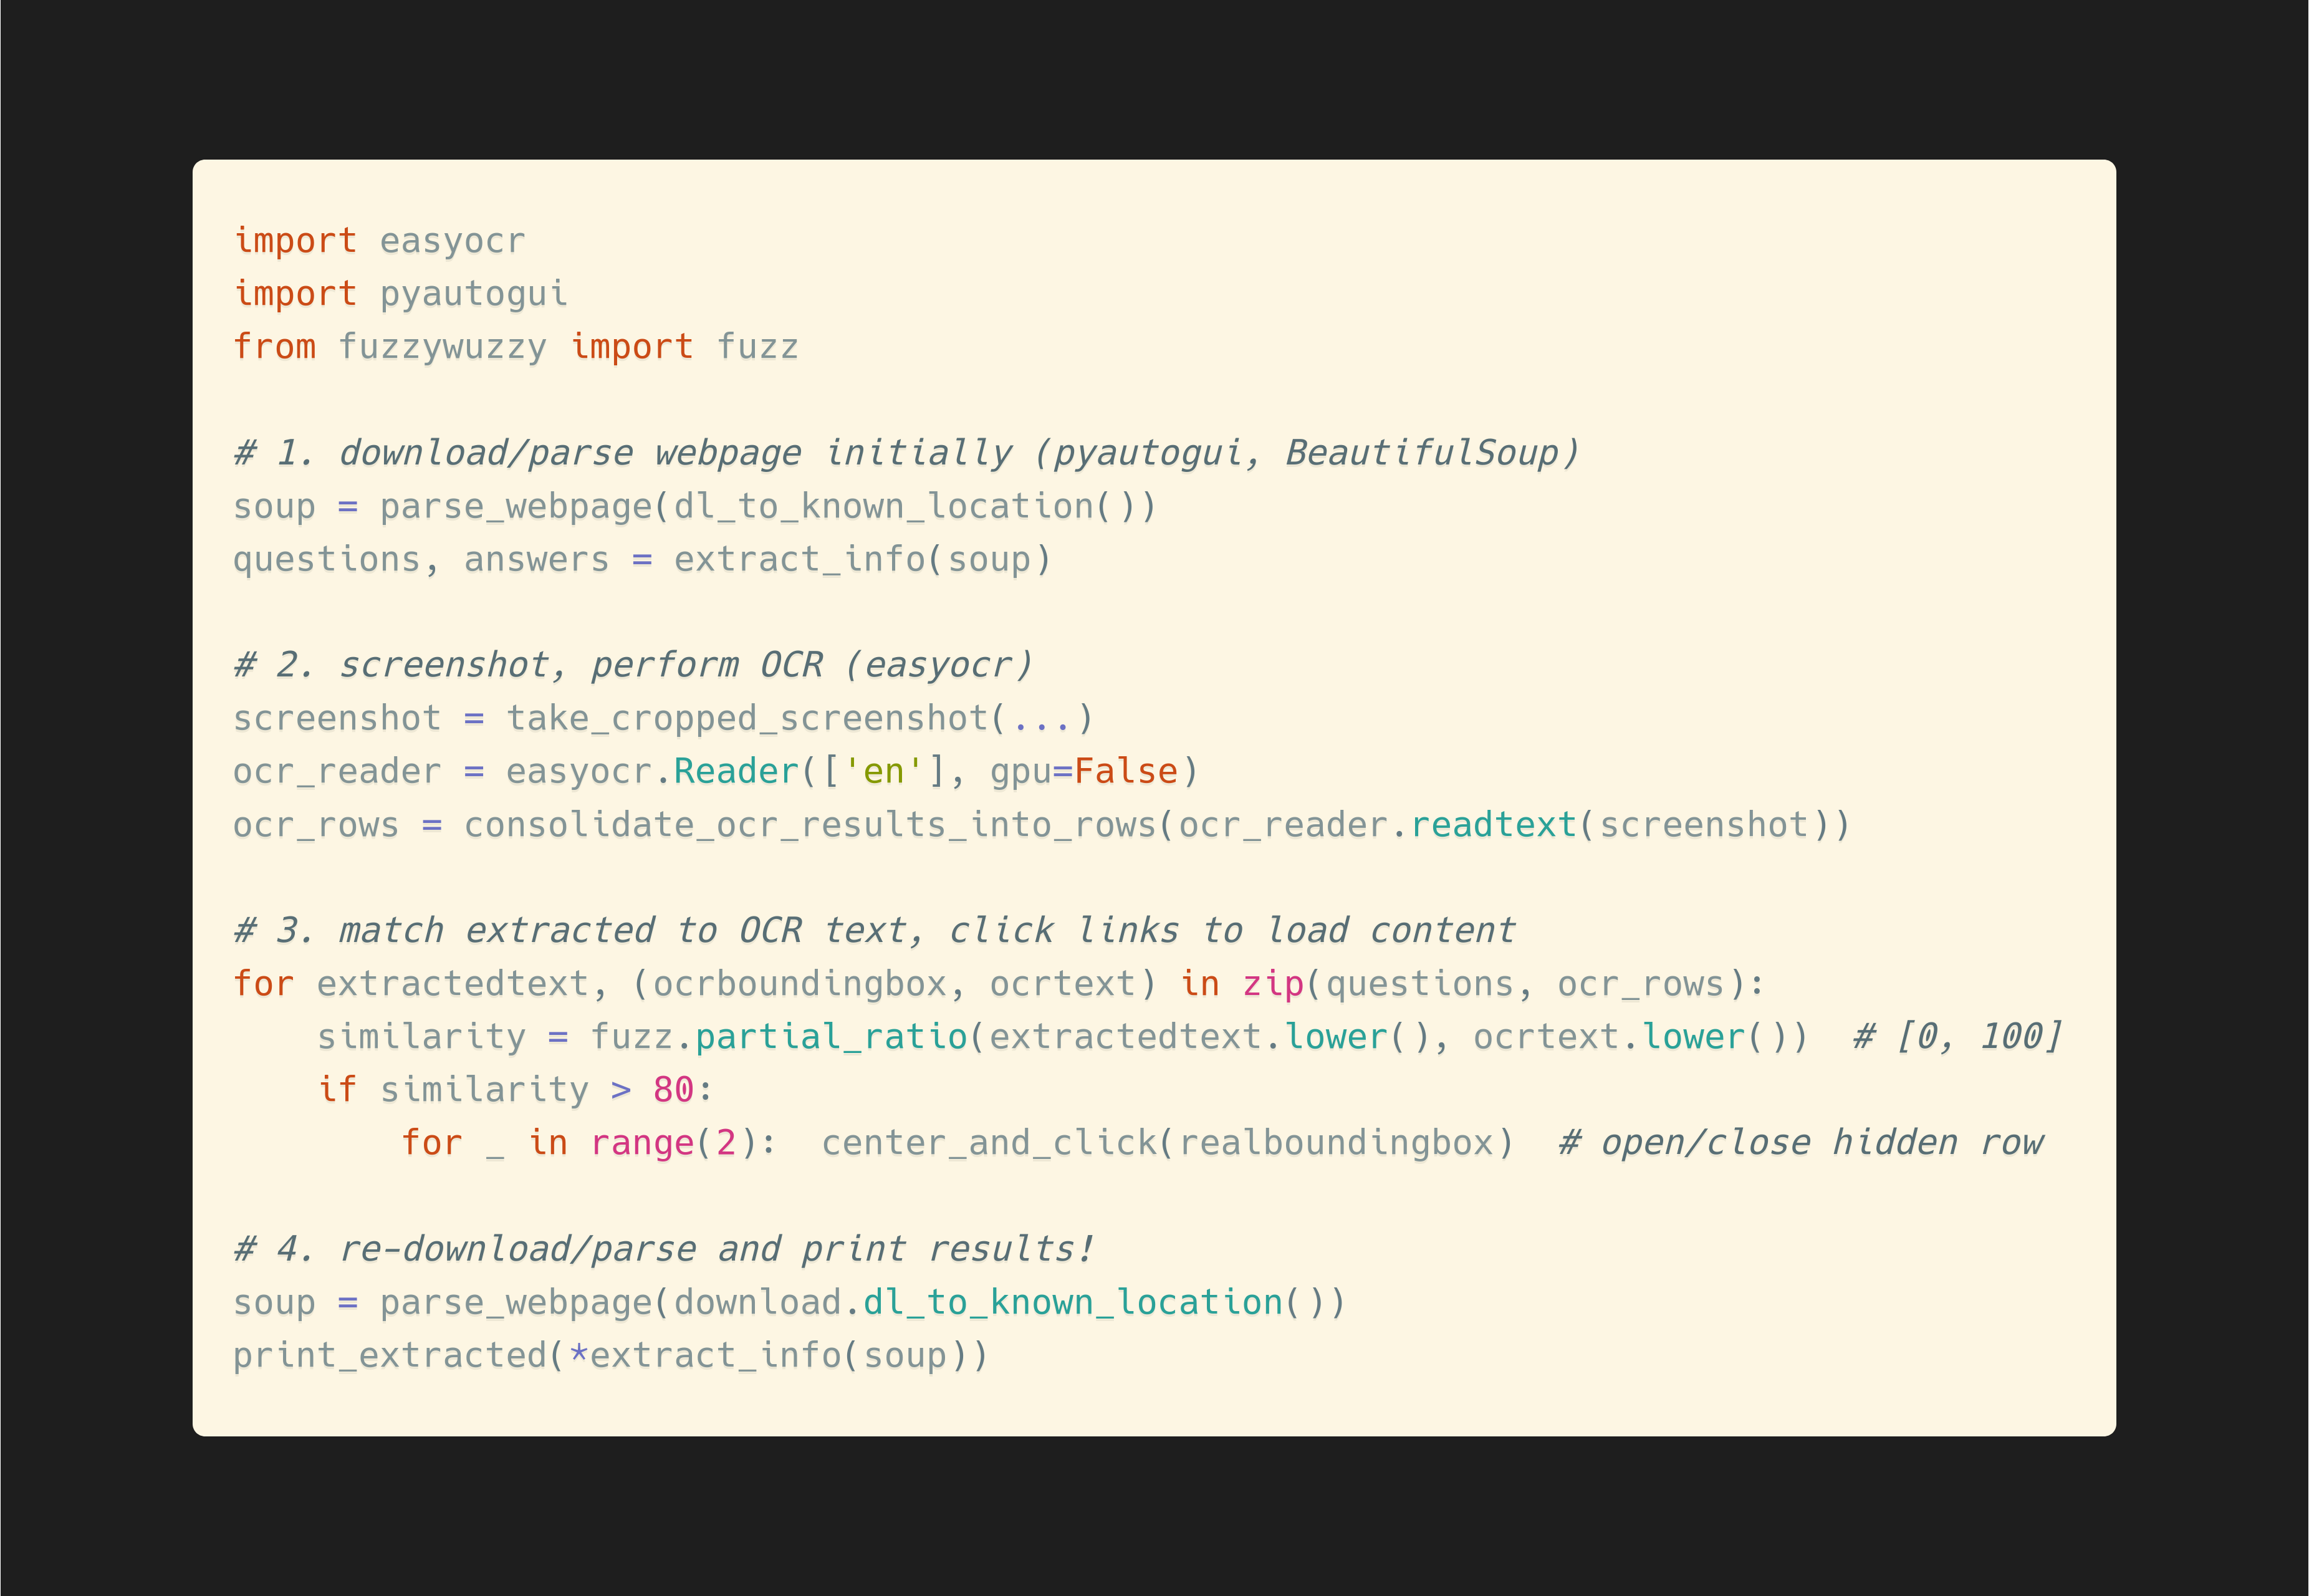 import easyocr
import pyautogui
from fuzzywuzzy import fuzz
# 1. download/parse webpage initially (pyautogui, BeautifulSoup)
soup = parse_webpage(dl_to_known_location())
questions, answers = extract_info(soup)
# 2. screenshot, perform OCR (easyocr)
screenshot = take_cropped_screenshot(...)
ocr_reader = easyocr.Reader(['en'], gpu=False)
ocr_rows = consolidate_ocr_results_into_rows(ocr_reader.readtext(screenshot))
# 3. match extracted to OCR text, click links to load content
for extractedtext, (ocrboundingbox, ocrtext) in zip(questions, ocr_rows):
    similarity = fuzz.partial_ratio(extractedtext.lower(), ocrtext.lower())  # [0, 100]
    if similarity > 80:
        for _ in range(2):  center_and_click(realboundingbox)  # open/close hidden row
# 4. re-download/parse and print results!
soup = parse_webpage(download.dl_to_known_location())
print_extracted(*extract_info(soup))